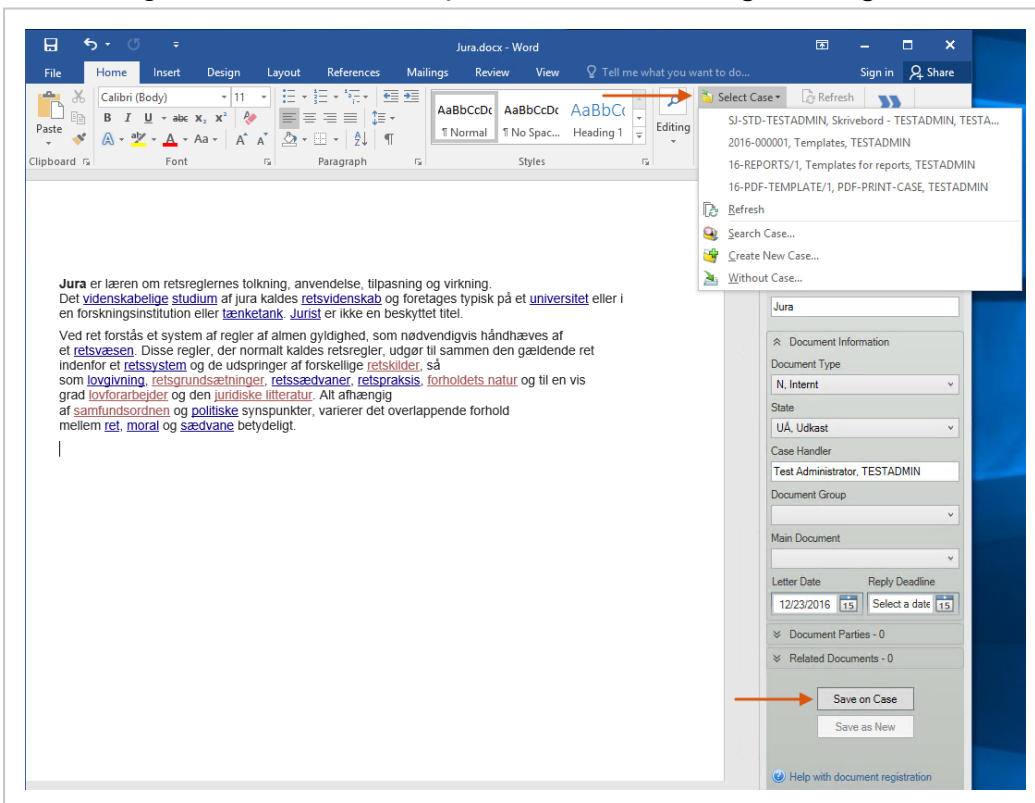 Jura.docx - Word
File Home Insert Design Layout References Mailings Review View Tell me what you want to do... Sign in Share
Paste
Calibri (Body) 11
B I U abc X₂ X²
A aby A Aa A A
AaBbCcDc AaBbCcDc AaBbCc
¶ Normal ¶ No Spac... Heading 1
Editing
Clipboard Font Paragraph Styles
Select Case Refresh
SJ-STD-TESTADMIN, Skrivebord - TESTADMIN, TESTA...
2016-000001, Templates, TESTADMIN
16-REPORTS/1, Templates for reports, TESTADMIN
16-PDF-TEMPLATE/1, PDF-PRINT-CASE, TESTADMIN
Refresh
Search Case...
Create New Case...
Without Case...
Jura er læren om retsreglernes tolkning, anvendelse, tilpasning og virkning.
Det videnskabelige studium af jura kaldes retsvidenskab og foretages typisk på et universitet eller i
en forskningsinstitution eller tænketank. Jurist er ikke en beskyttet titel.
Ved ret forstås et system af regler af almen gyldighed, som nødvendigvis håndhæves af
et retsvæsen. Disse regler, der normalt kaldes retsregler, udgør til sammen den gældende ret
indenfor et retssystem og de udspringer af forskellige retskilder, så
som lovgivning, retsgrundsætninger, retssædvaner, retspraksis, forholdets natur og til en vis
grad lovforarbejder og den juridiske litteratur. Alt afhængig
af samfundsordnen og politiske synspunkter, varierer det overlappende forhold
mellem ret, moral og sædvane betydeligt.
Jura
Document Information
Document Type
N, Internt
State
UÅ, Udkast
Case Handler
Test Administrator, TESTADMIN
Document Group
Main Document
Letter Date Reply Deadline
12/23/2016 15 Select a date 15
Document Parties - 0
Related Documents - 0
Save on Case
Save as New
Help with document registration